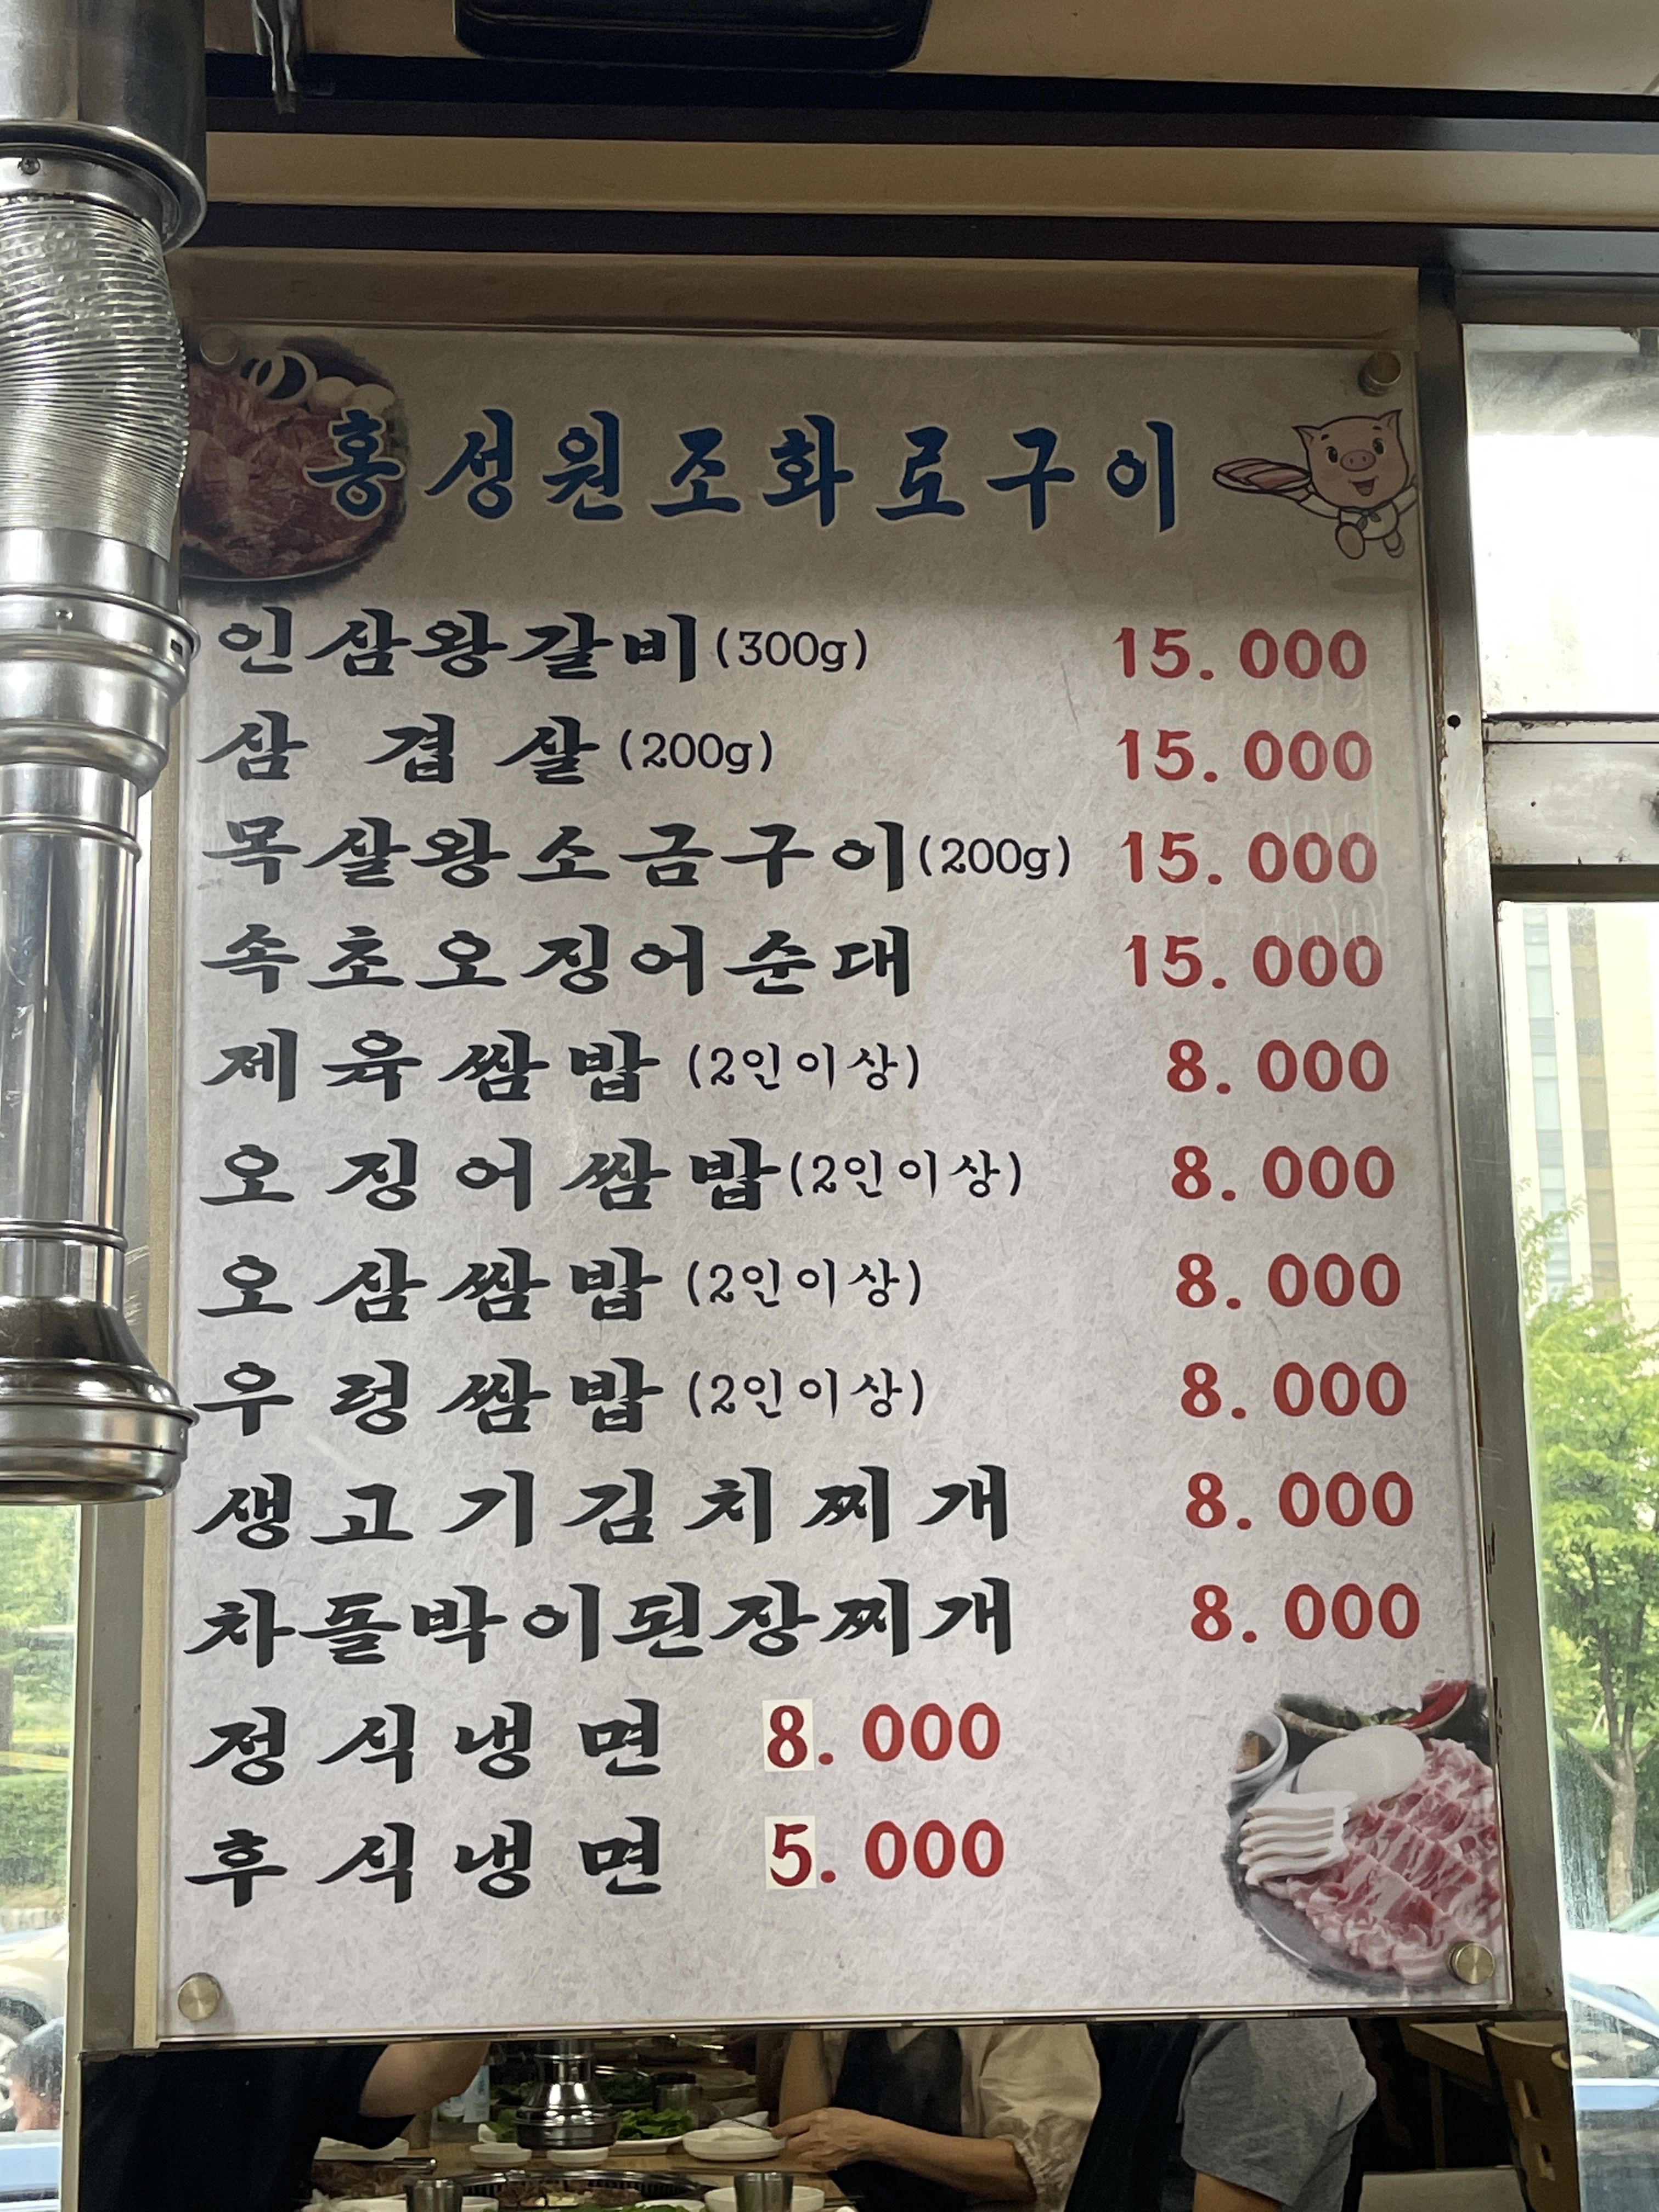 홍성원조화로구이
인삼왕갈비(300g) 15.000
삼겹살(200g) 15.000
목살왕소금구이(200g) 15.000
속초오징어순대 15.000
제육쌈밥(2인이상) 8.000
오징어쌈밥(2인이상) 8.000
오삼쌈밥(2인이상) 8.000
우렁쌈밥(2인이상) 8.000
생고기김치찌개 8.000
차돌박이된장찌개 8.000
정식냉면 8.000
후식냉면 5.000